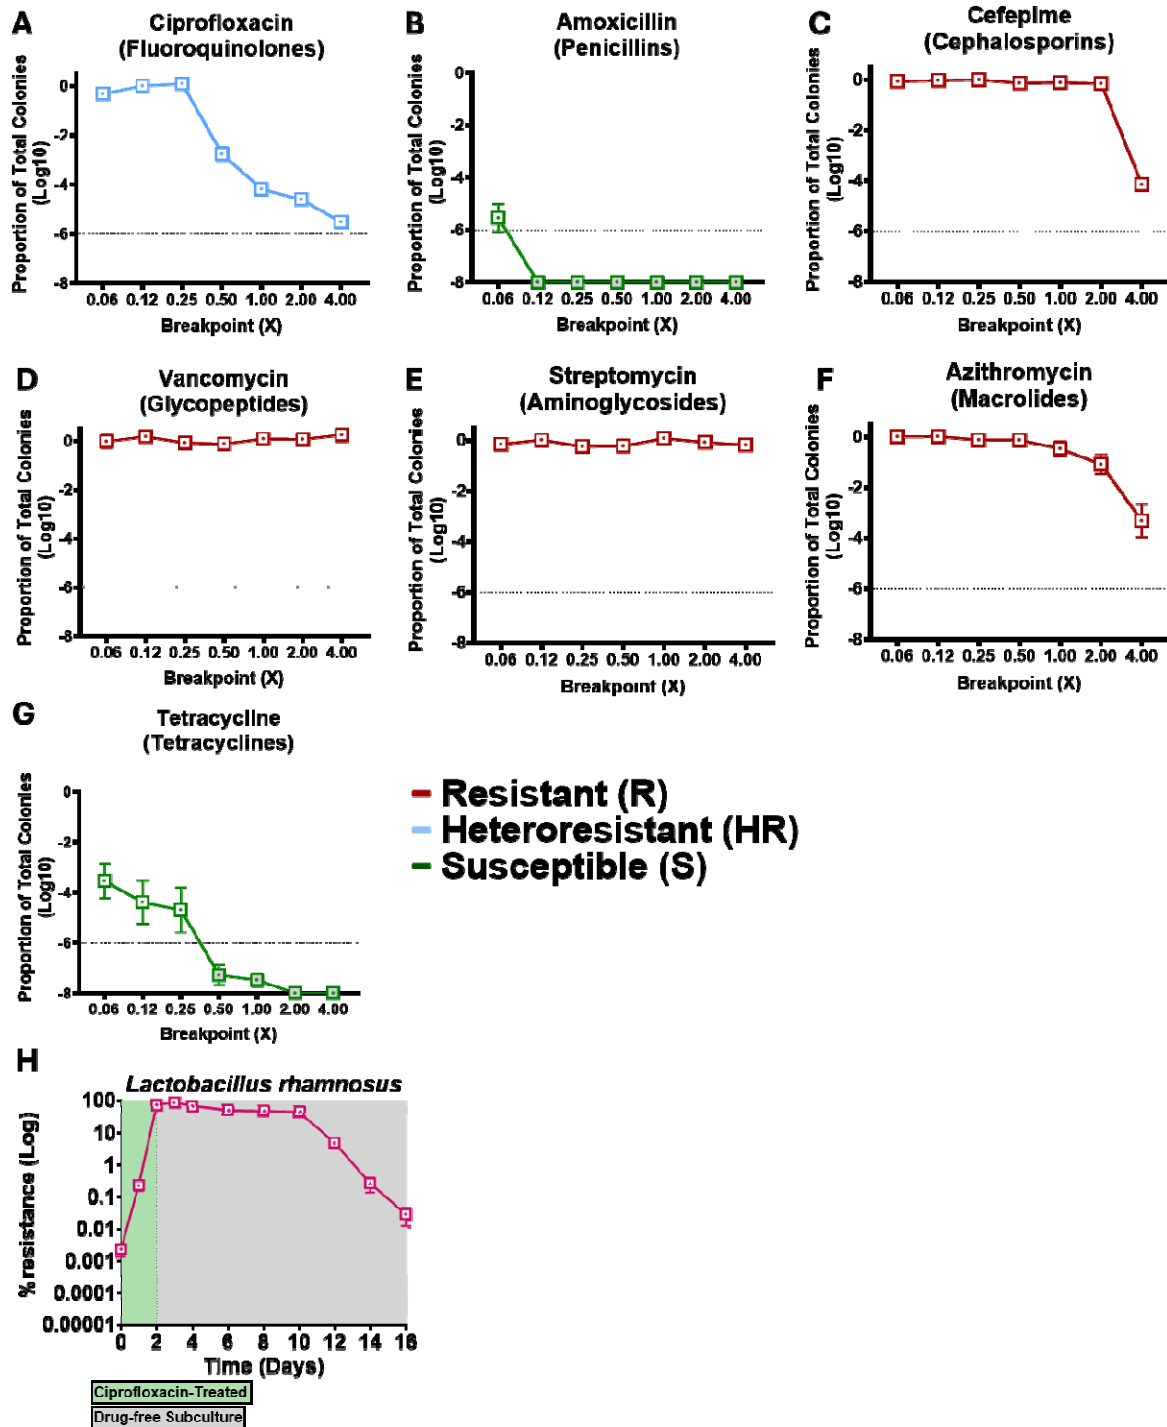 A
Ciprofloxacin
(Fluoroquinolones)
Proportion of Total Colonies
(Log10)
0
-2
-4
-6
-8
0.06 0.12 0.25 0.50 1.00 2.00 4.00
Breakpoint (X)
B
Amoxicillin
(Penicillins)
Proportion of Total Colonies
(Log10)
0
-2
-4
-6
-8
0.06 0.12 0.25 0.50 1.00 2.00 4.00
Breakpoint (X)
C
Cefepime
(Cephalosporins)
Proportion of Total Colonies
(Log10)
0
-2
-4
-6
-8
0.06 0.12 0.25 0.50 1.00 2.00 4.00
Breakpoint (X)
D
Vancomycin
(Glycopeptides)
Proportion of Total Colonies
(Log10)
0
-2
-4
-6
-8
0.06 0.12 0.25 0.50 1.00 2.00 4.00
Breakpoint (X)
E
Streptomycin
(Aminoglycosides)
Proportion of Total Colonies
(Log10)
0
-2
-4
-6
-8
0.06 0.12 0.25 0.50 1.00 2.00 4.00
Breakpoint (X)
F
Azithromycin
(Macrolides)
Proportion of Total Colonies
(Log10)
0
-2
-4
-6
-8
0.06 0.12 0.25 0.50 1.00 2.00 4.00
Breakpoint (X)
G
Tetracycline
(Tetracyclines)
Proportion of Total Colonies
(Log10)
0
-2
-4
-6
-8
0.06 0.12 0.25 0.50 1.00 2.00 4.00
Breakpoint (X)
Resistant (R)
Heteroresistant (HR)
Susceptible (S)
H
Lactobacillus rhamnosus
% resistance (Log)
100
10
1
0.1
0.01
0.001
0.0001
0.00001
0 2 4 6 8 10 12 14 16
Time (Days)
Ciprofloxacin-Treated
Drug-free Subculture